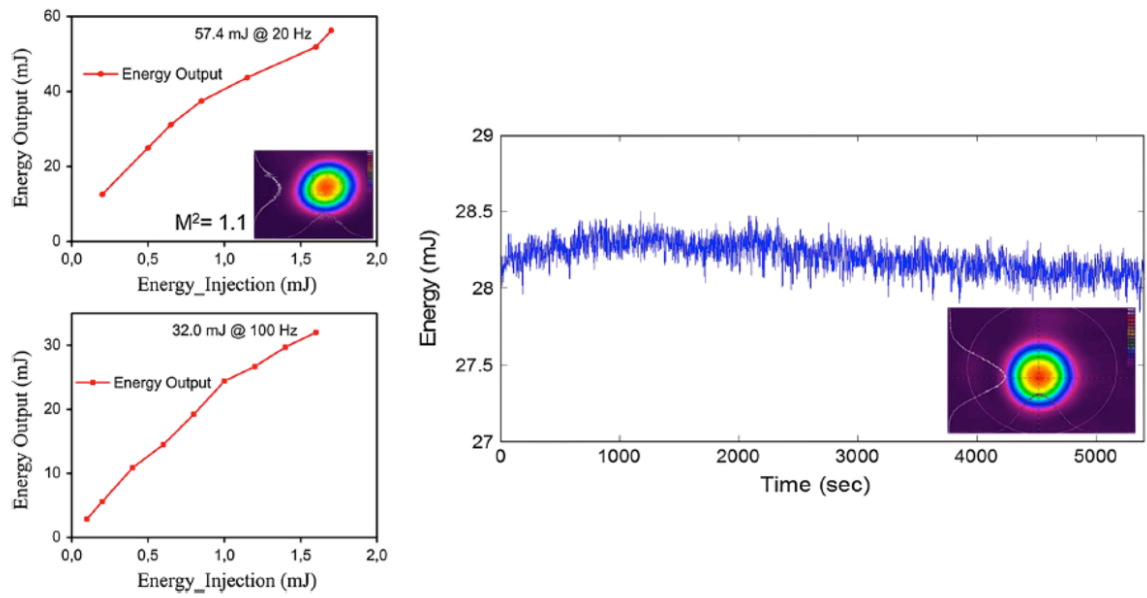 60
57.4 mJ @ 20 Hz
Energy Output
40
20
0
Energy Output (mJ)
M²= 1.1
0,0 0,5 1,0 1,5 2,0
Energy_Injection (mJ)
32.0 mJ @ 100 Hz
30
Energy Output
20
10
0
Energy Output (mJ)
0,0 0,5 1,0 1,5 2,0
Energy_Injection (mJ)
29
28.5
28
27.5
27
Energy (mJ)
0 1000 2000 3000 4000 5000
Time (sec)